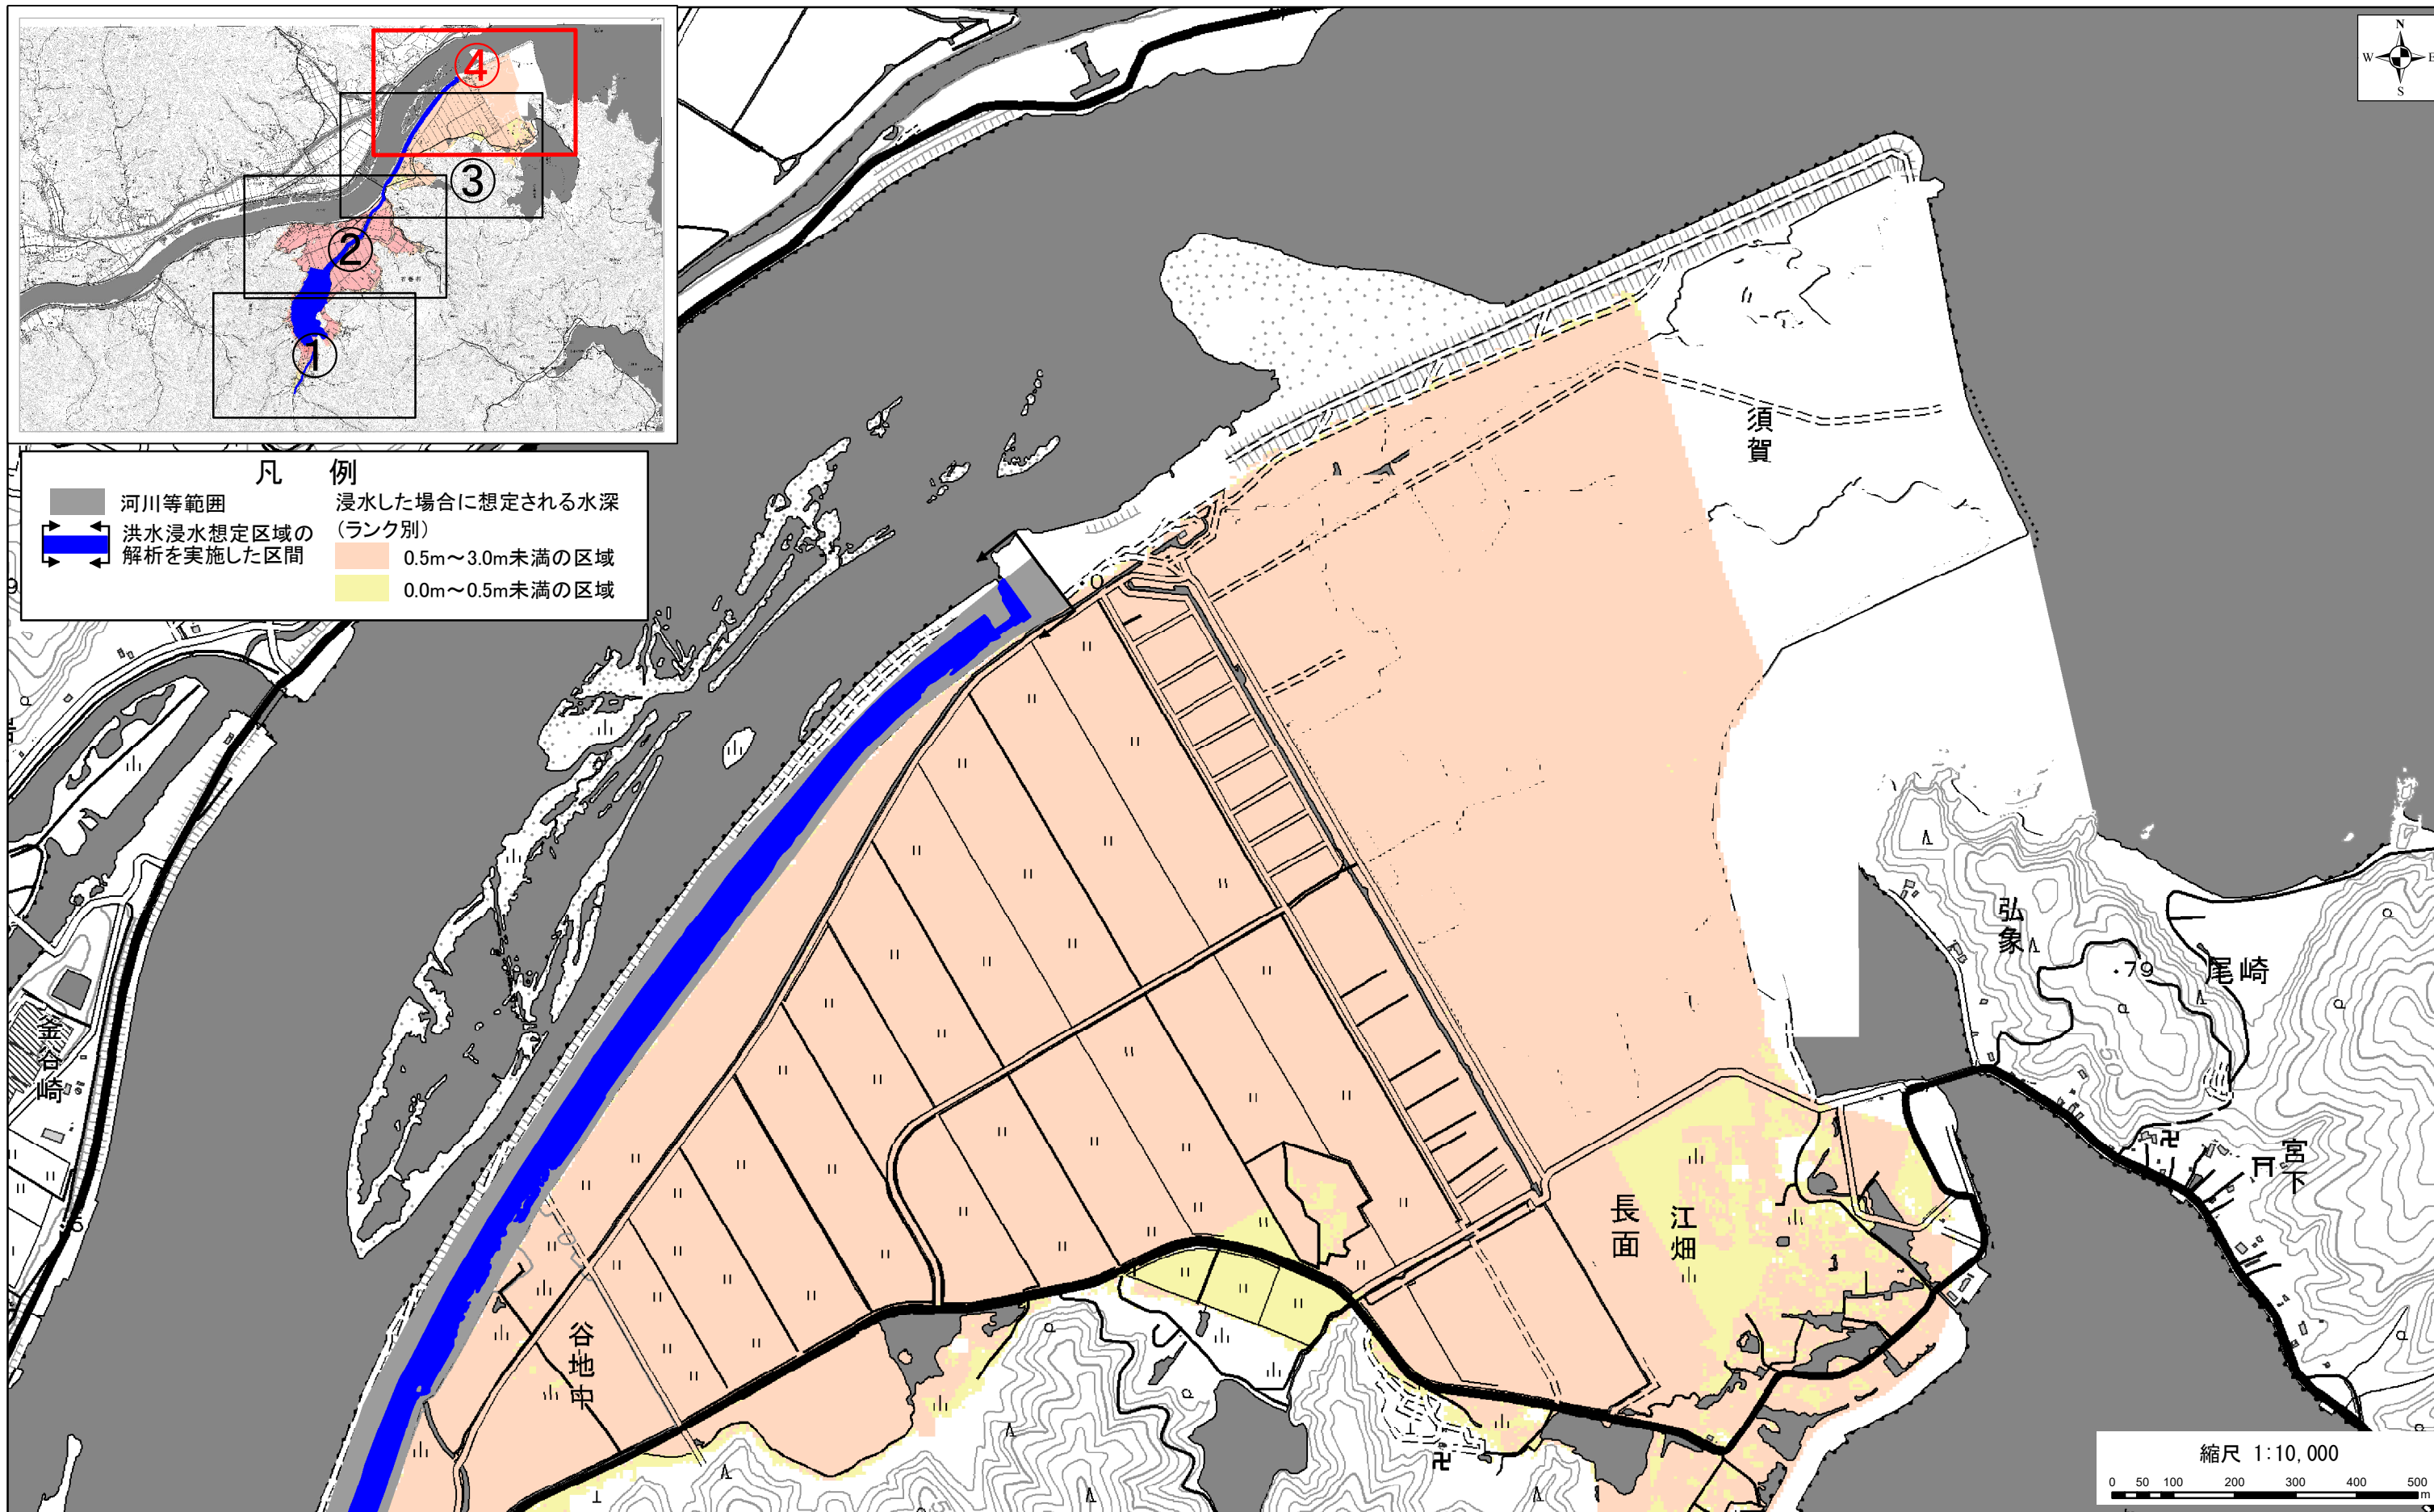 ④
③
②
①
N
W
E
S
凡 例
河川等範囲
洪水浸水想定区域の
解析を実施した区間
浸水した場合に想定される水深
(ランク別)
0.5m～3.0m未満の区域
0.0m～0.5m未満の区域
須賀
弘象
尾崎
79
宮下
釜谷崎
長面
江畑
谷地中
縮尺 1:10,000
0 50 100 200 300 400 500
m